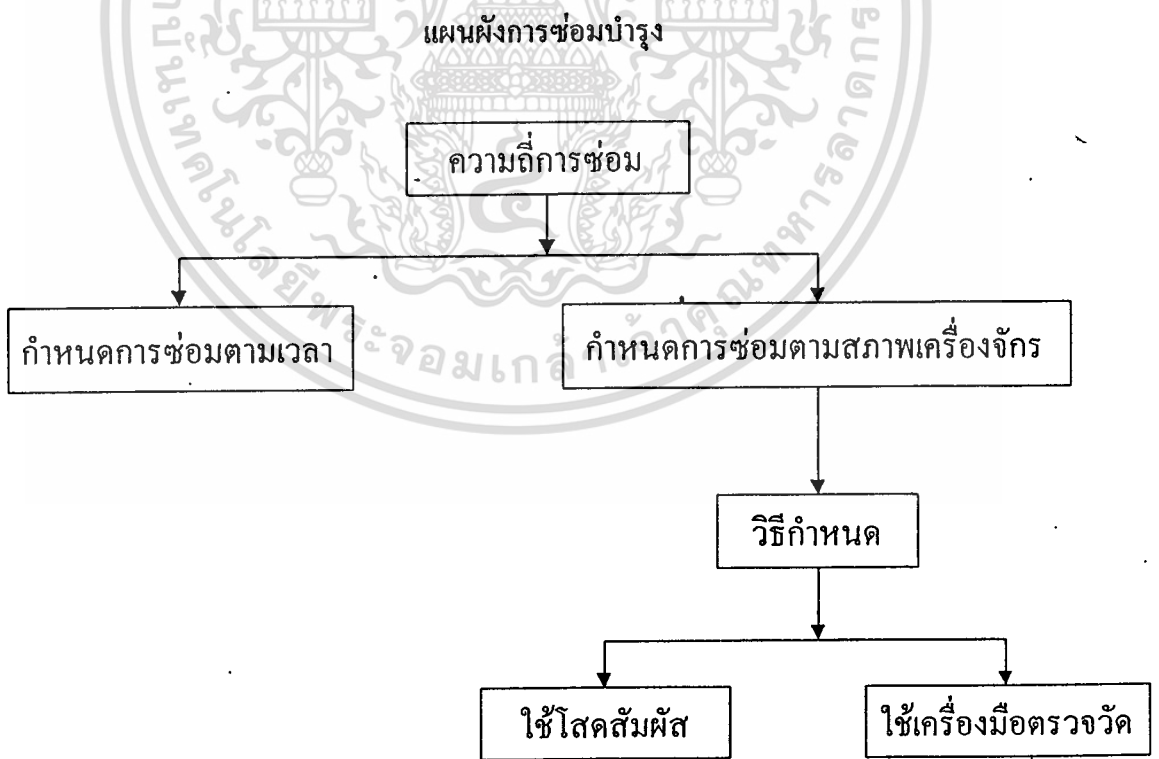 แผนผังการซ่อมบำรุง
ความถี่การซ่อม
กำหนดการซ่อมตามเวลา
กำหนดการซ่อมตามสภาพเครื่องจักร
วิธีกำหนด
ใช้โสดสัมผัส
ใช้เครื่องมือตรวจวัด